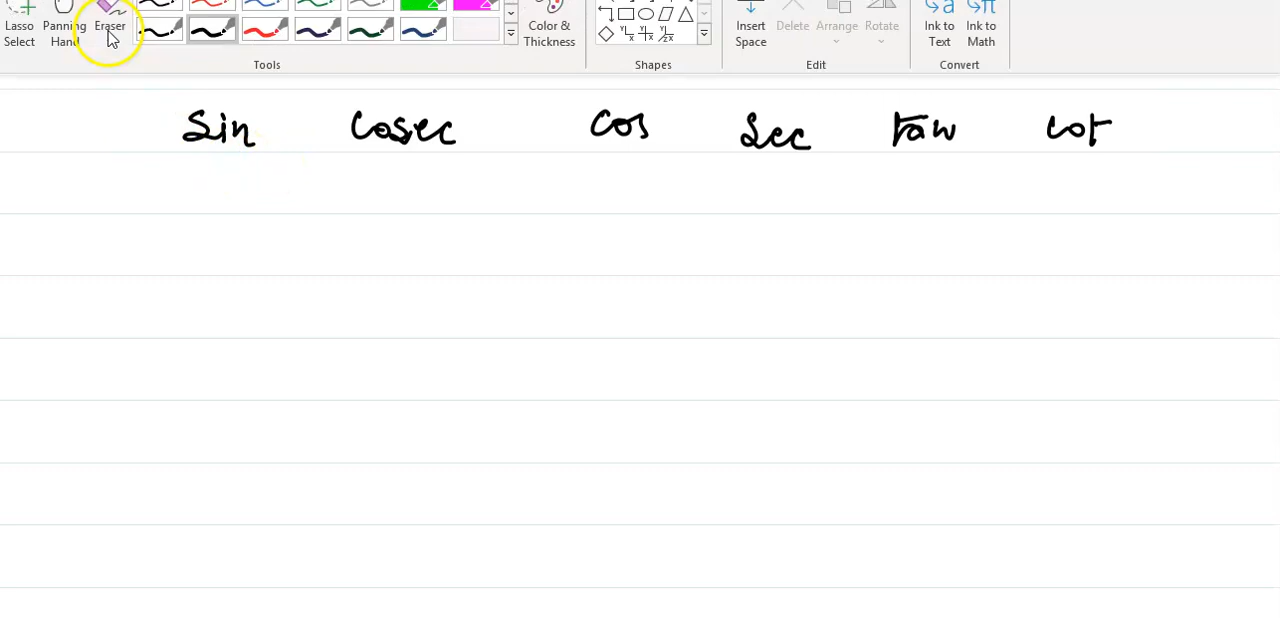 Lasso Select
Panning Hand
Eraser
Color & Thickness
Insert Space
Delete
Arrange
Rotate
Ink to Text
Ink to Math
Tools
Shapes
Edit
Convert
Sin Cosec Cos Sec tan cot